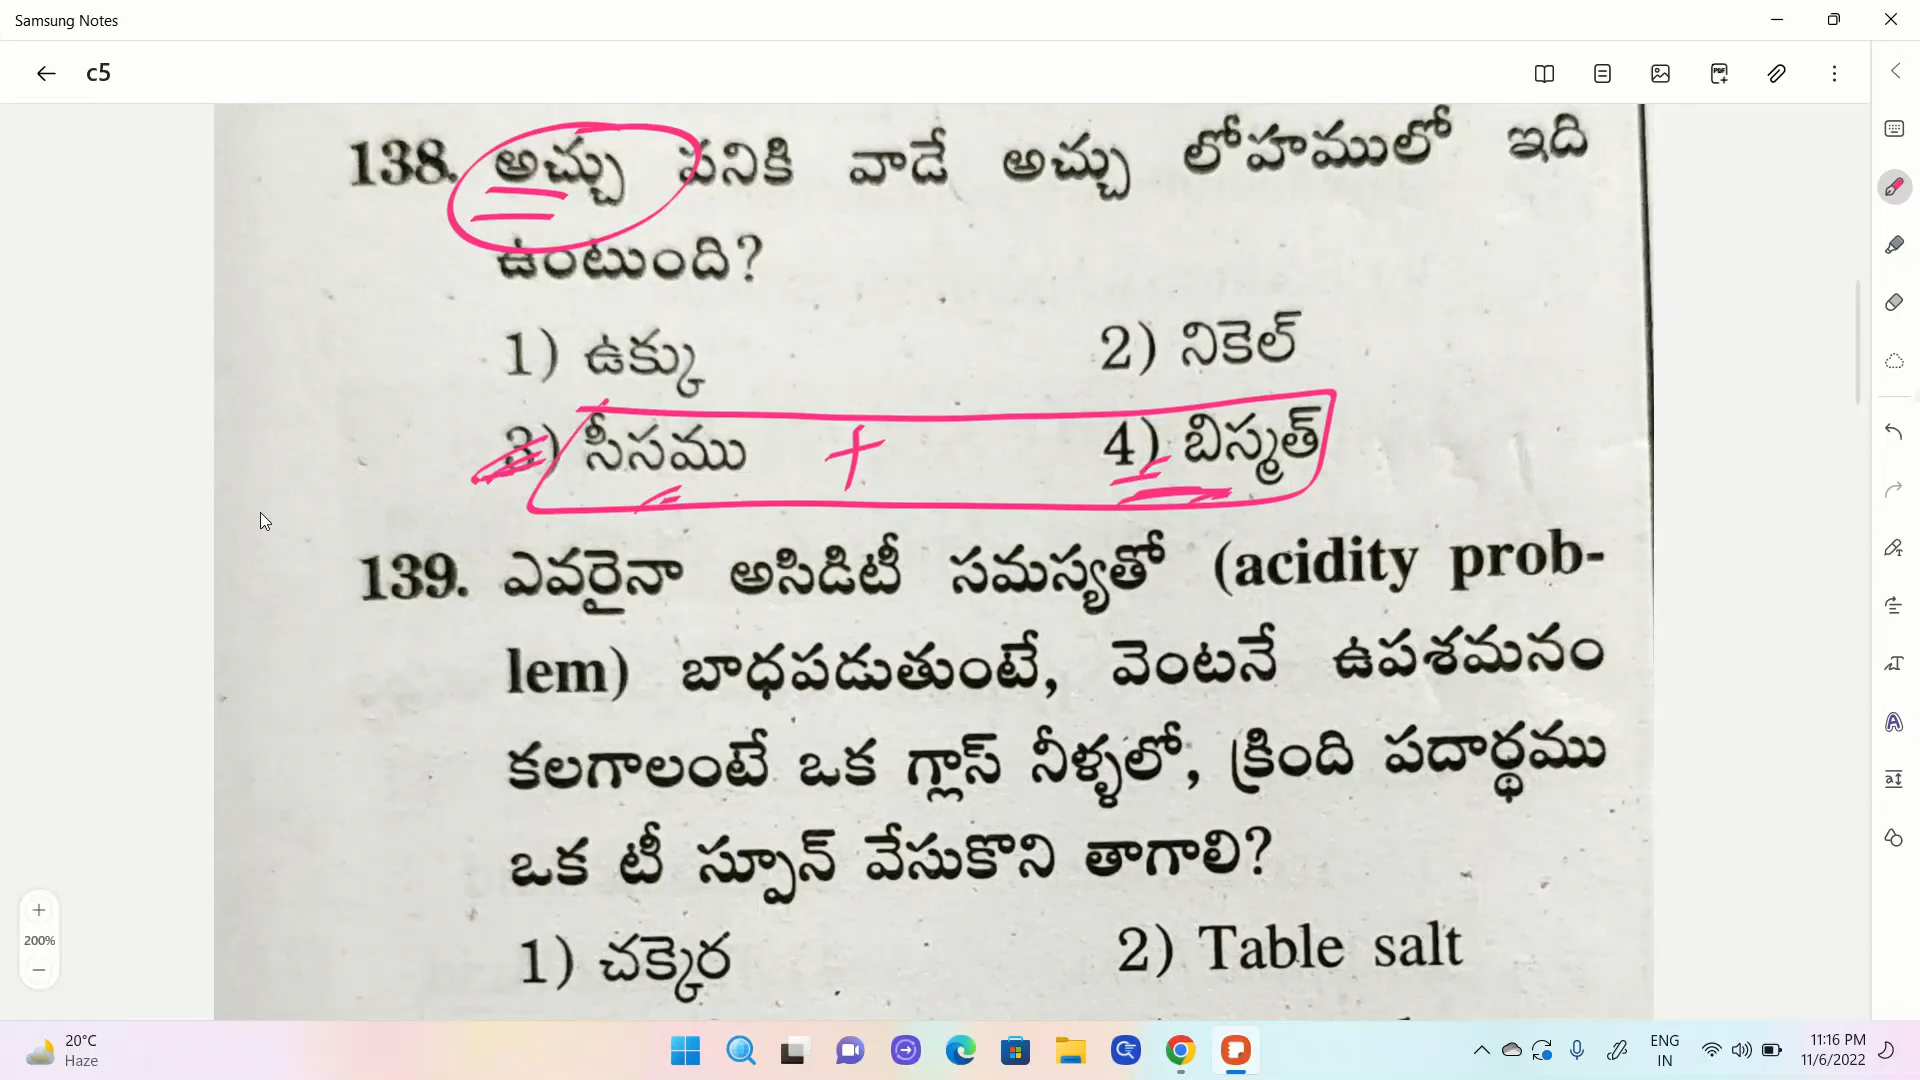 Samsung Notes
c5
138. అచ్చు పనికి వాడే అచ్చు లోహములో ఇది
ఉంటుంది?
1) ఉక్కు 2) నికెల్
3) సీసము + 4) బిస్మత్
139. ఎవరైనా అసిడిటీ సమస్యతో (acidity prob-
lem) బాధపడుతుంటే, వెంటనే ఉపశమనం
కలగాలంటే ఒక గ్లాస్ నీళ్ళలో, క్రింది పదార్థము
ఒక టీ స్పూన్ వేసుకొని తాగాలి?
1) చక్కెర 2) Table salt
200%
20°C
Haze
ENG
IN
11:16 PM
11/6/2022